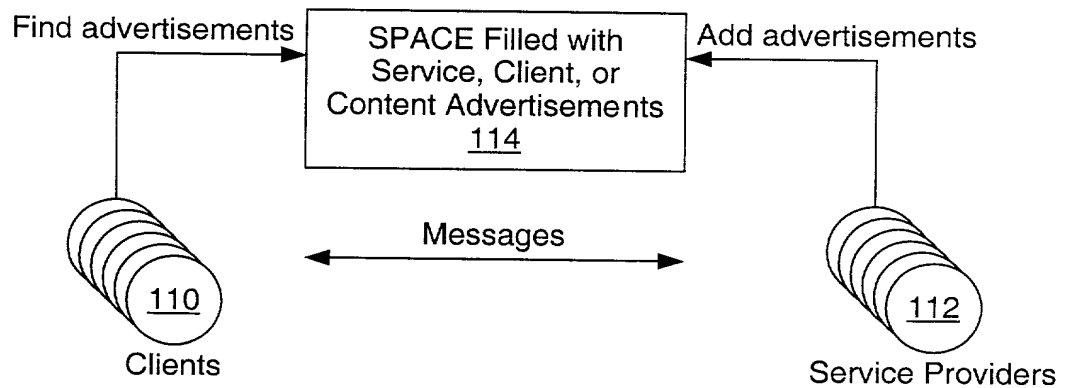 Find advertisements
SPACE Filled with
Service, Client, or
Content Advertisements
114
Add advertisements
Messages
110
Clients
112
Service Providers